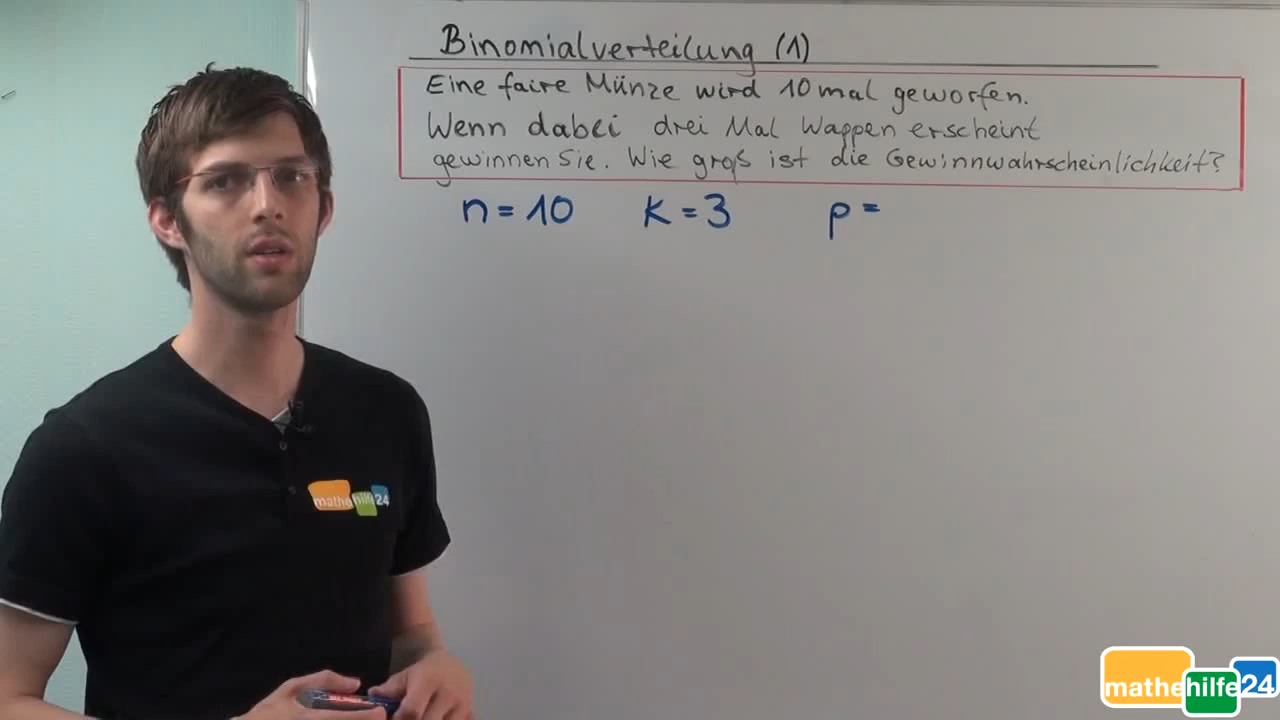 Binomialverteilung (1)
Eine faire Münze wird 10 mal geworfen.
Wenn dabei drei Mal Wappen erscheint
gewinnen Sie. Wie groß ist die Gewinnwahrscheinlichkeit?
n = 10 k = 3 p =
mathehilfe24
mathehilfe24